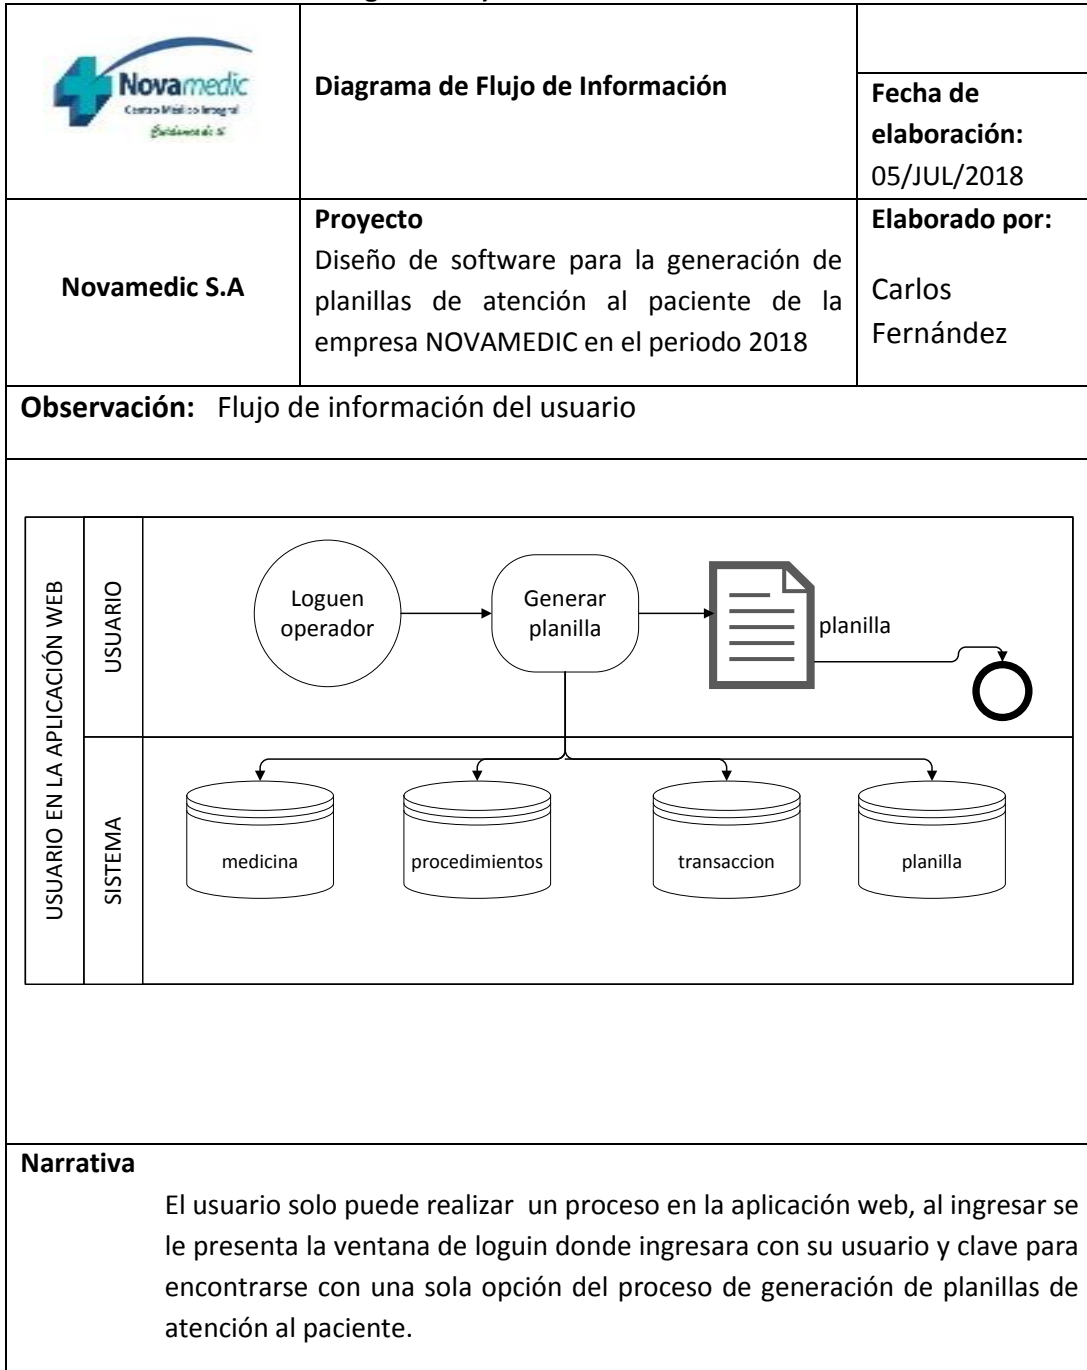 Novamedic
Centro Médico Integral
Diagrama de Flujo de Información
Fecha de
elaboración:
05/JUL/2018
Novamedic S.A
Proyecto
Diseño de software para la generación de
planillas de atención al paciente de la
empresa NOVAMEDIC en el periodo 2018
Elaborado por:
Carlos
Fernández
Observación: Flujo de información del usuario
USUARIO EN LA APLICACIÓN WEB
USUARIO
Loguen
operador
Generar
planilla
planilla
SISTEMA
medicina
procedimientos
transaccion
planilla
Narrativa
El usuario solo puede realizar un proceso en la aplicación web, al ingresar se
le presenta la ventana de loguin donde ingresara con su usuario y clave para
encontrarse con una sola opción del proceso de generación de planillas de
atención al paciente.